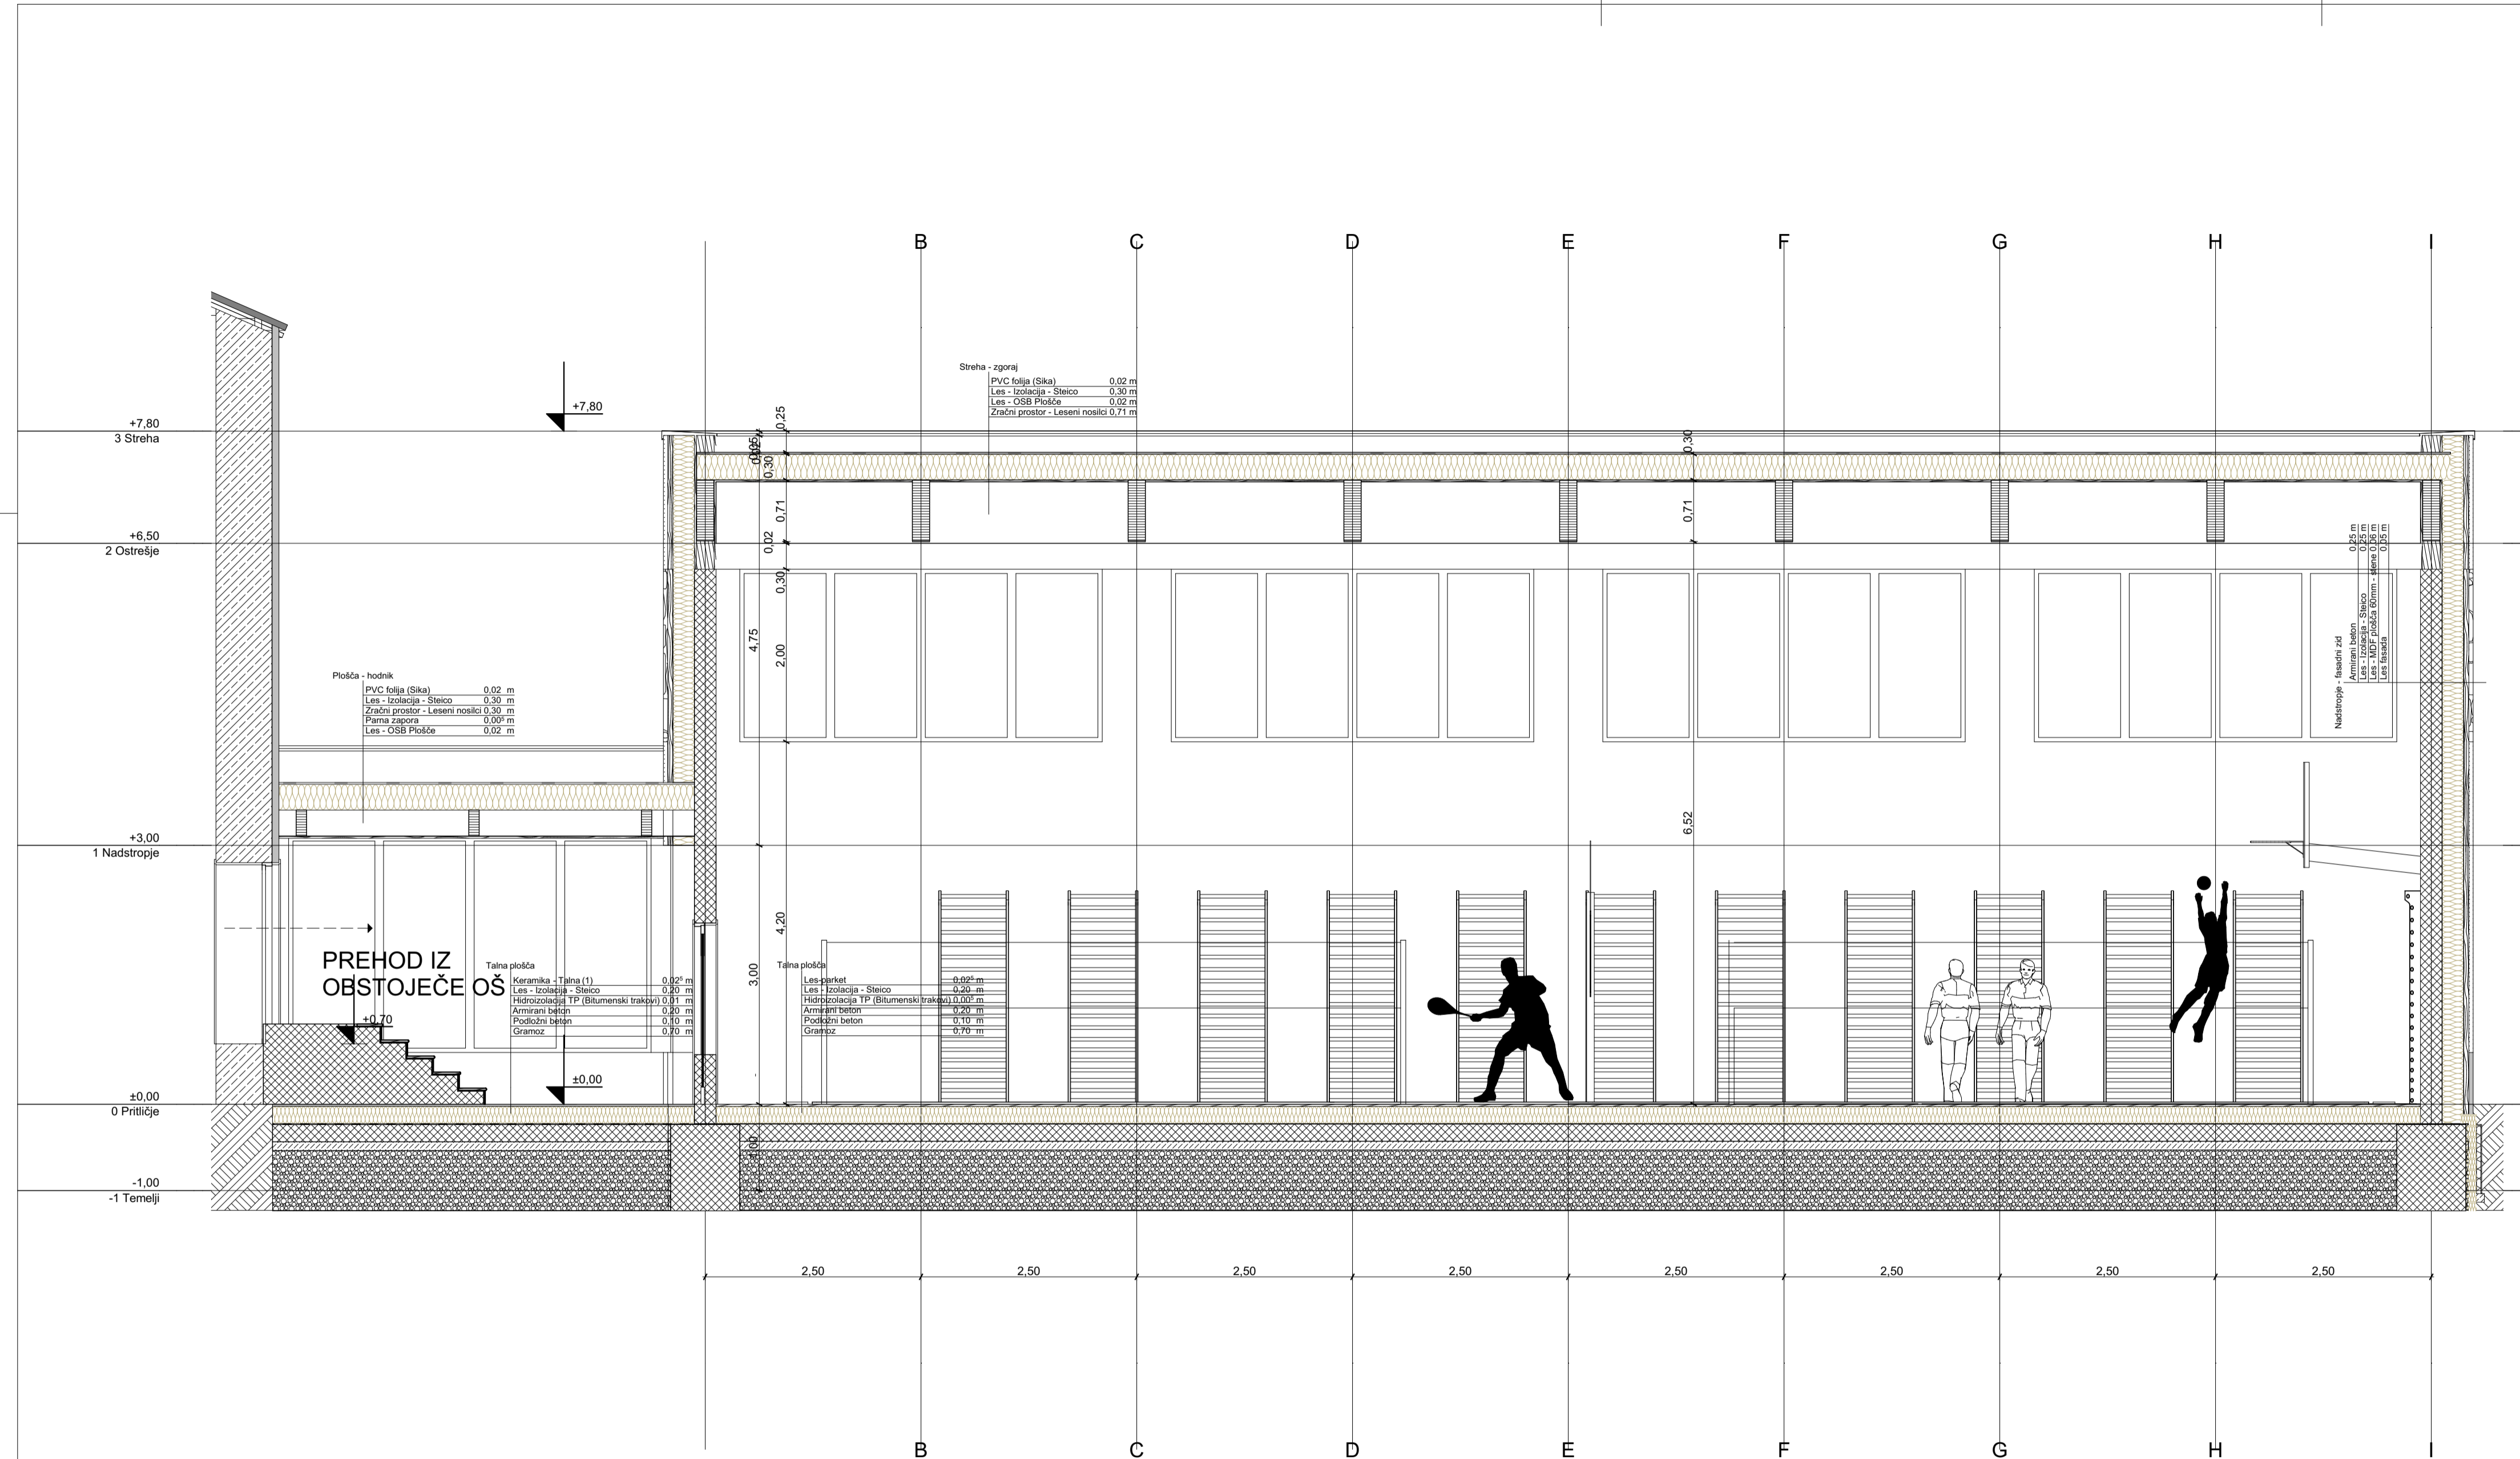 B C D E F G H I
Streha - zgoraj
PVC folija (Sika) 0,02 m
Les - Izolacija - Steico 0,30 m
Les - OSB Plošče 0,02 m
Zračni prostor - Leseni nosilci 0,71 m
+7,80
+7,80
3 Streha
0,25
0,30
0,30
0,71
0,71
0,02
+6,50
2 Ostrešje
0,30
4,75
2,00
Nadstropje - fasadni zid
Armirani beton 0,25 m
Les - Izolacija - Steico 0,25 m
Les - MDF plošča 60mm - stene 0,06 m
Les fasada 0,05 m
Plošča - hodnik
PVC folija (Sika) 0,02 m
Les - Izolacija - Steico 0,30 m
Zračni prostor - Leseni nosilci 0,30 m
Parna zapora 0,00⁵ m
Les - OSB Plošče 0,02 m
+3,00
1 Nadstropje
6,52
4,20
3,00
PREHOD IZ
OBSTOJEČE OŠ
+0,70
Talna plošča
Keramika - Talna (1) 0,02⁵ m
Les - Izolacija - Steico 0,20 m
Hidroizolacija TP (Bitumenski trakovi) 0,01 m
Armirani beton 0,20 m
Podložni beton 0,10 m
Gramoz 0,70 m
Talna plošča
Les-parket 0,02⁵ m
Les - Izolacija - Steico 0,20 m
Hidroizolacija TP (Bitumenski trakovi) 0,00⁵ m
Armirani beton 0,20 m
Podložni beton 0,10 m
Gramoz 0,70 m
±0,00
±0,00
0 Pritličje
1,00
-1,00
-1 Temelji
2,50 2,50 2,50 2,50 2,50 2,50 2,50 2,50
B C D E F G H I